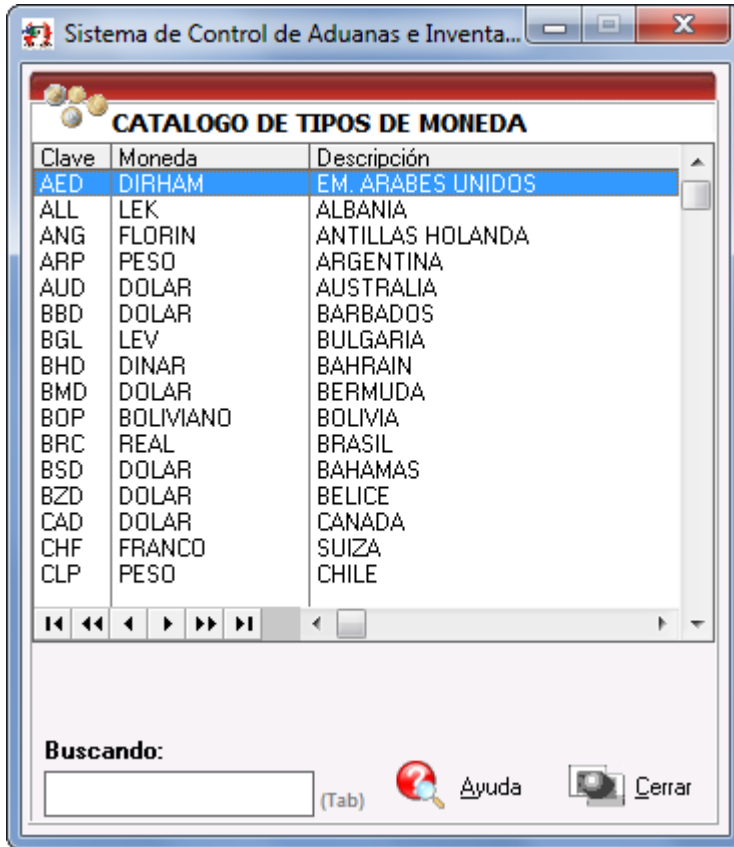 Sistema de Control de Aduanas e Inventa...
CATALOGO DE TIPOS DE MONEDA
Clave Moneda Descripción
AED DIRHAM EM. ARABES UNIDOS
ALL LEK ALBANIA
ANG FLORIN ANTILLAS HOLANDA
ARP PESO ARGENTINA
AUD DOLAR AUSTRALIA
BBD DOLAR BARBADOS
BGL LEV BULGARIA
BHD DINAR BAHRAIN
BMD DOLAR BERMUDA
BOP BOLIVIANO BOLIVIA
BRC REAL BRASIL
BSD DOLAR BAHAMAS
BZD DOLAR BELICE
CAD DOLAR CANADA
CHF FRANCO SUIZA
CLP PESO CHILE
Buscando:
(Tab) Ayuda Cerrar